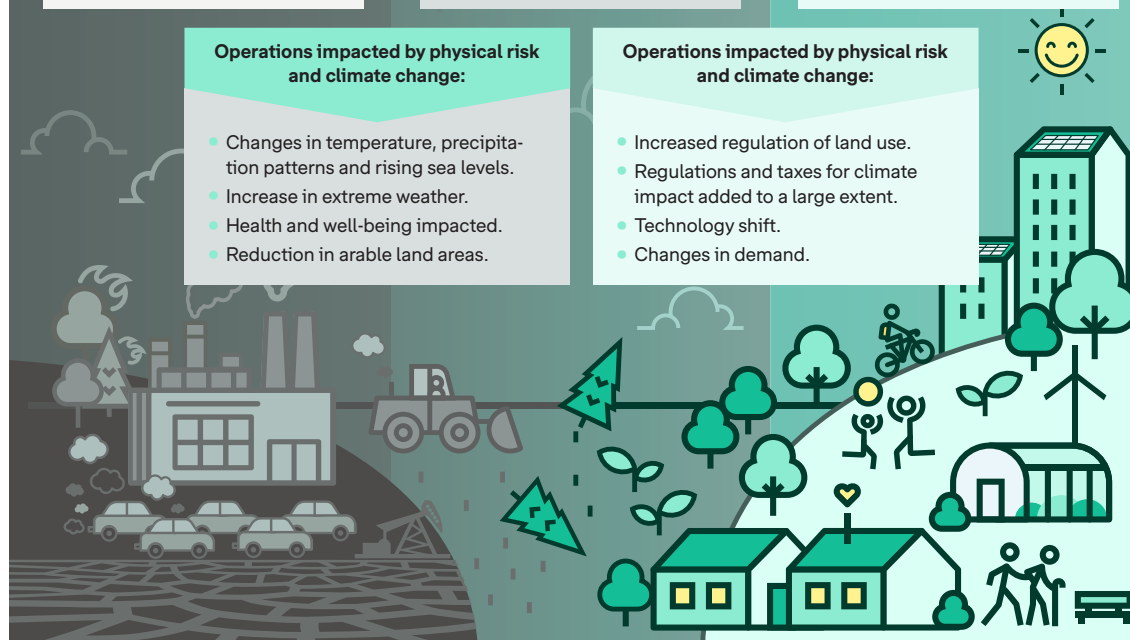 Operations impacted by physical risk
and climate change:
• Changes in temperature, precipita-
tion patterns and rising sea levels.
• Increase in extreme weather.
• Health and well-being impacted.
• Reduction in arable land areas.
Operations impacted by physical risk
and climate change:
• Increased regulation of land use.
• Regulations and taxes for climate
impact added to a large extent.
• Technology shift.
• Changes in demand.